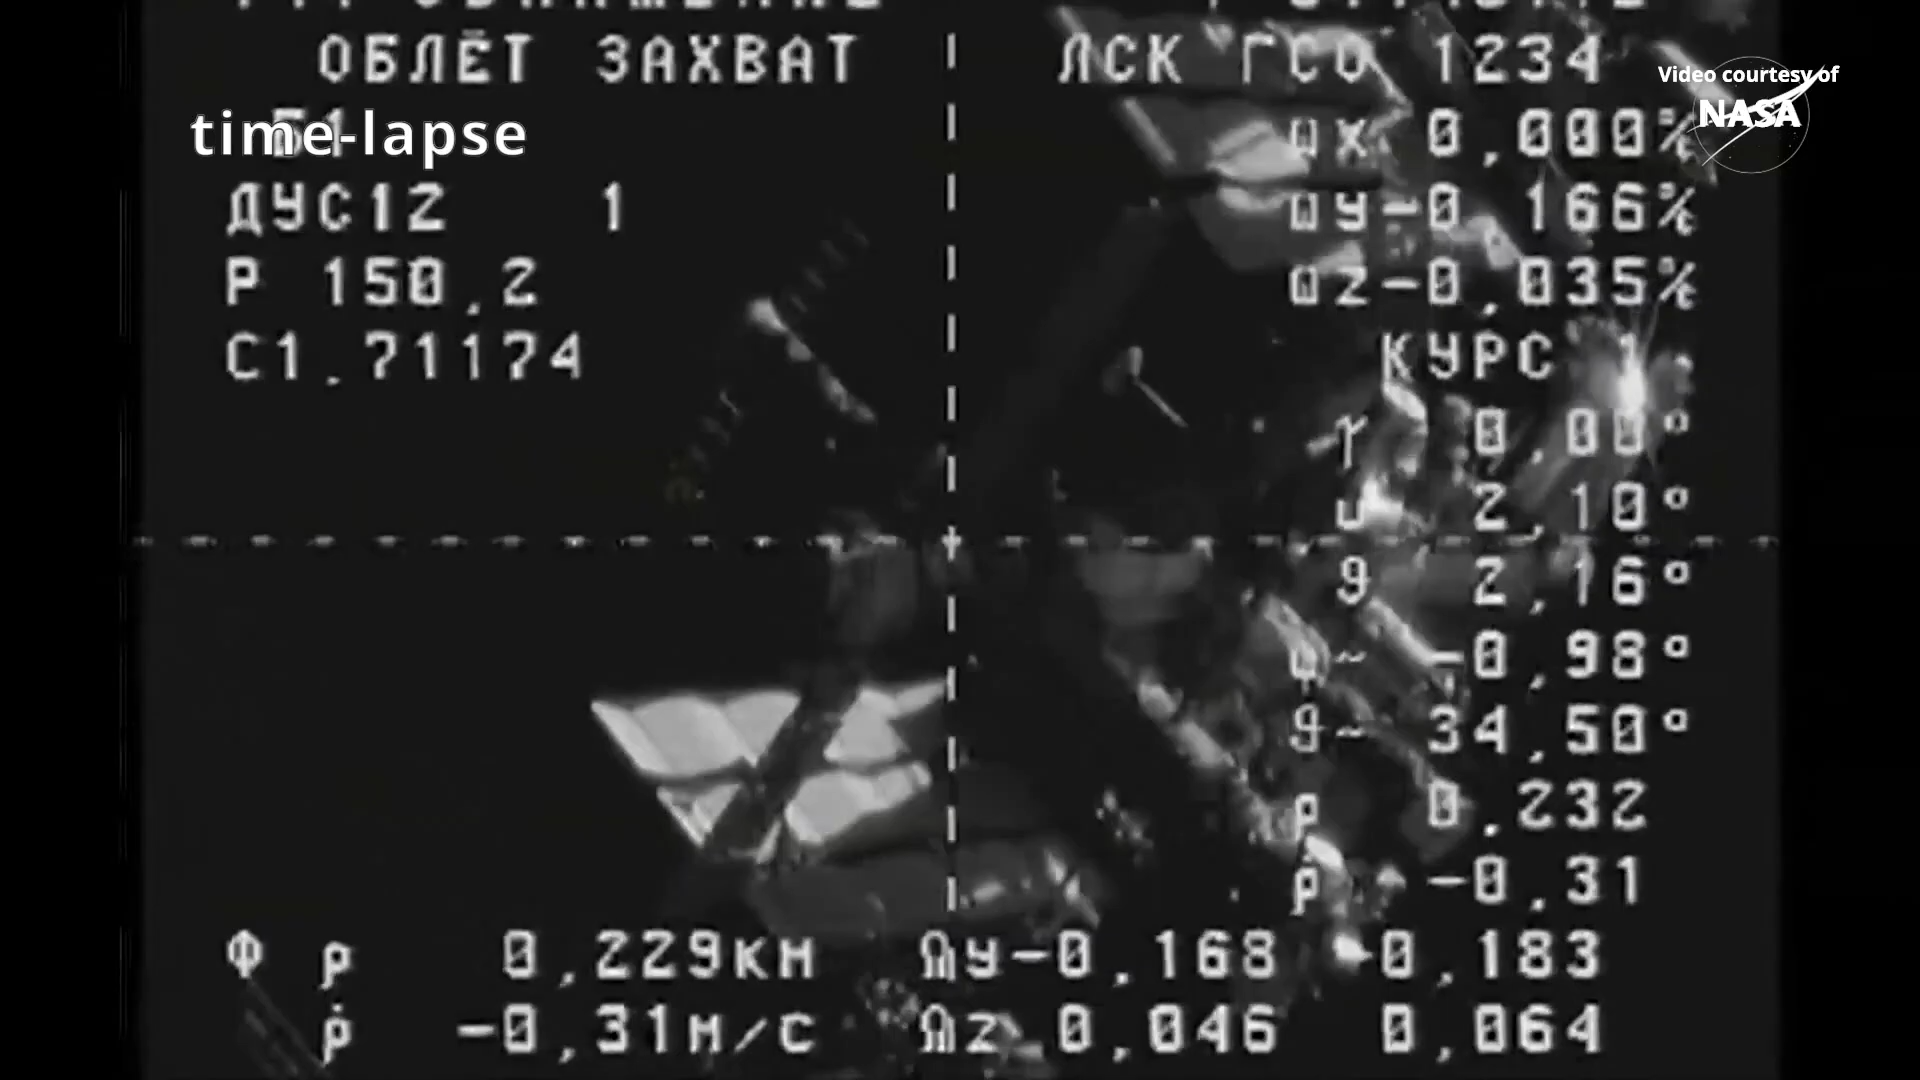 ОБЛЁТ ЗАХВАТ ЛСК ГСО 1234
Video courtesy of
NASA
time-lapse
ωX 0,000%
ДУС12 1 ωУ-0 166%
Р 150,2 ωZ-0,035%
С1.71174 КУРС 1
γ 0,00°
2,10°
ϑ 2,16°
~ -0,98°
ϑ~ 34,50°
ρ 0,232
ρ̇ -0,31
Ф ρ 0,229КМ ΩУ-0,168 -0,183
ρ̇ -0,31М/С ΩZ 0,046 0,064